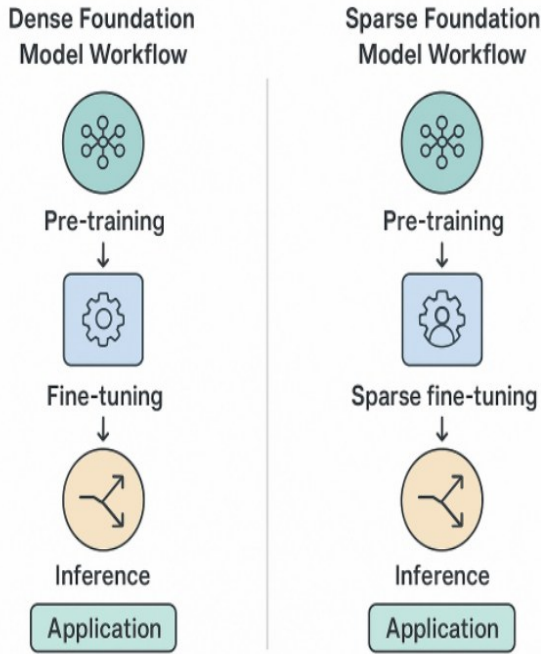 Dense Foundation
Model Workflow
Pre-training
Fine-tuning
Inference
Application
Sparse Foundation
Model Workflow
Pre-training
Sparse fine-tuning
Inference
Application